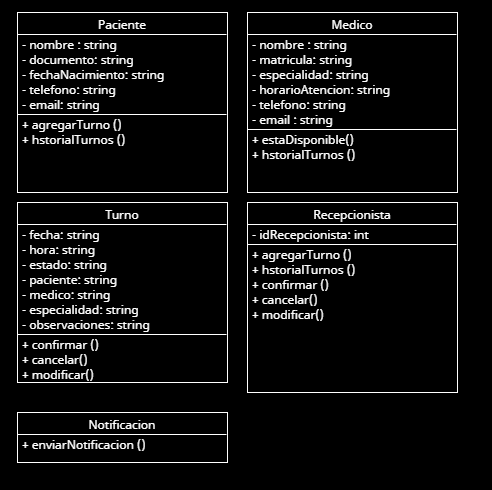 Paciente
- nombre : string
- documento: string
- fechaNacimiento: string
- telefono: string
- email: string
+ agregarTurno ()
+ hstorialTurnos ()
Medico
- nombre : string
- matricula: string
- especialidad: string
- horarioAtencion: string
- telefono: string
- email : string
+ estaDisponible()
+ hstorialTurnos ()
Turno
- fecha: string
- hora: string
- estado: string
- paciente: string
- medico: string
- especialidad: string
- observaciones: string
+ confirmar ()
+ cancelar()
+ modificar()
Recepcionista
- idRecepcionista: int
+ agregarTurno ()
+ hstorialTurnos ()
+ confirmar ()
+ cancelar()
+ modificar()
Notificacion
+ enviarNotificacion ()